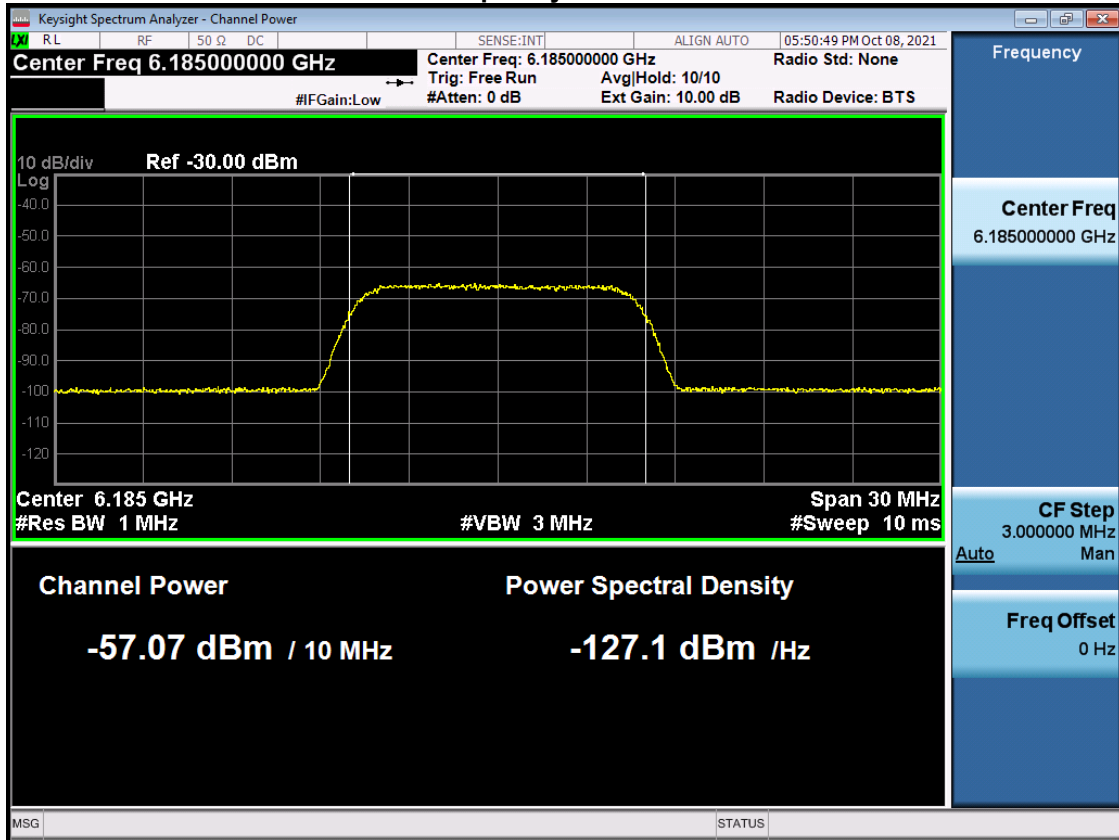 Keysight Spectrum Analyzer - Channel Power
LXI RL RF 50 Ω DC SENSE:INT ALIGN AUTO 05:50:49 PM Oct 08, 2021
Center Freq 6.185000000 GHz
Center Freq: 6.185000000 GHz Radio Std: None
Trig: Free Run Avg|Hold: 10/10
#IFGain:Low #Atten: 0 dB Ext Gain: 10.00 dB Radio Device: BTS
10 dB/div Ref -30.00 dBm
Log
-40.0
-50.0
-60.0
-70.0
-80.0
-90.0
-100
-110
-120
Center 6.185 GHz Span 30 MHz
#Res BW 1 MHz #VBW 3 MHz #Sweep 10 ms
Channel Power Power Spectral Density
-57.07 dBm / 10 MHz -127.1 dBm /Hz
MSG STATUS
Frequency
Center Freq
6.185000000 GHz
CF Step
3.000000 MHz
Auto Man
Freq Offset
0 Hz